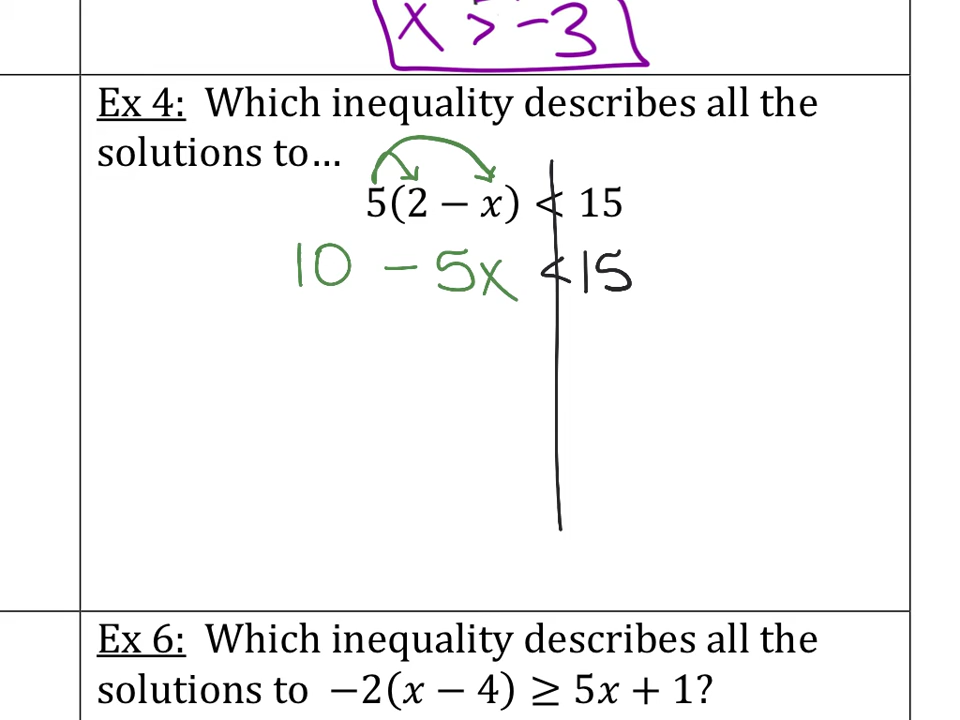 x > -3
Ex 4: Which inequality describes all the
solutions to…
5(2 − x) < 15
10 - 5x < 15
Ex 6: Which inequality describes all the
solutions to −2(x − 4) ≥ 5x + 1?